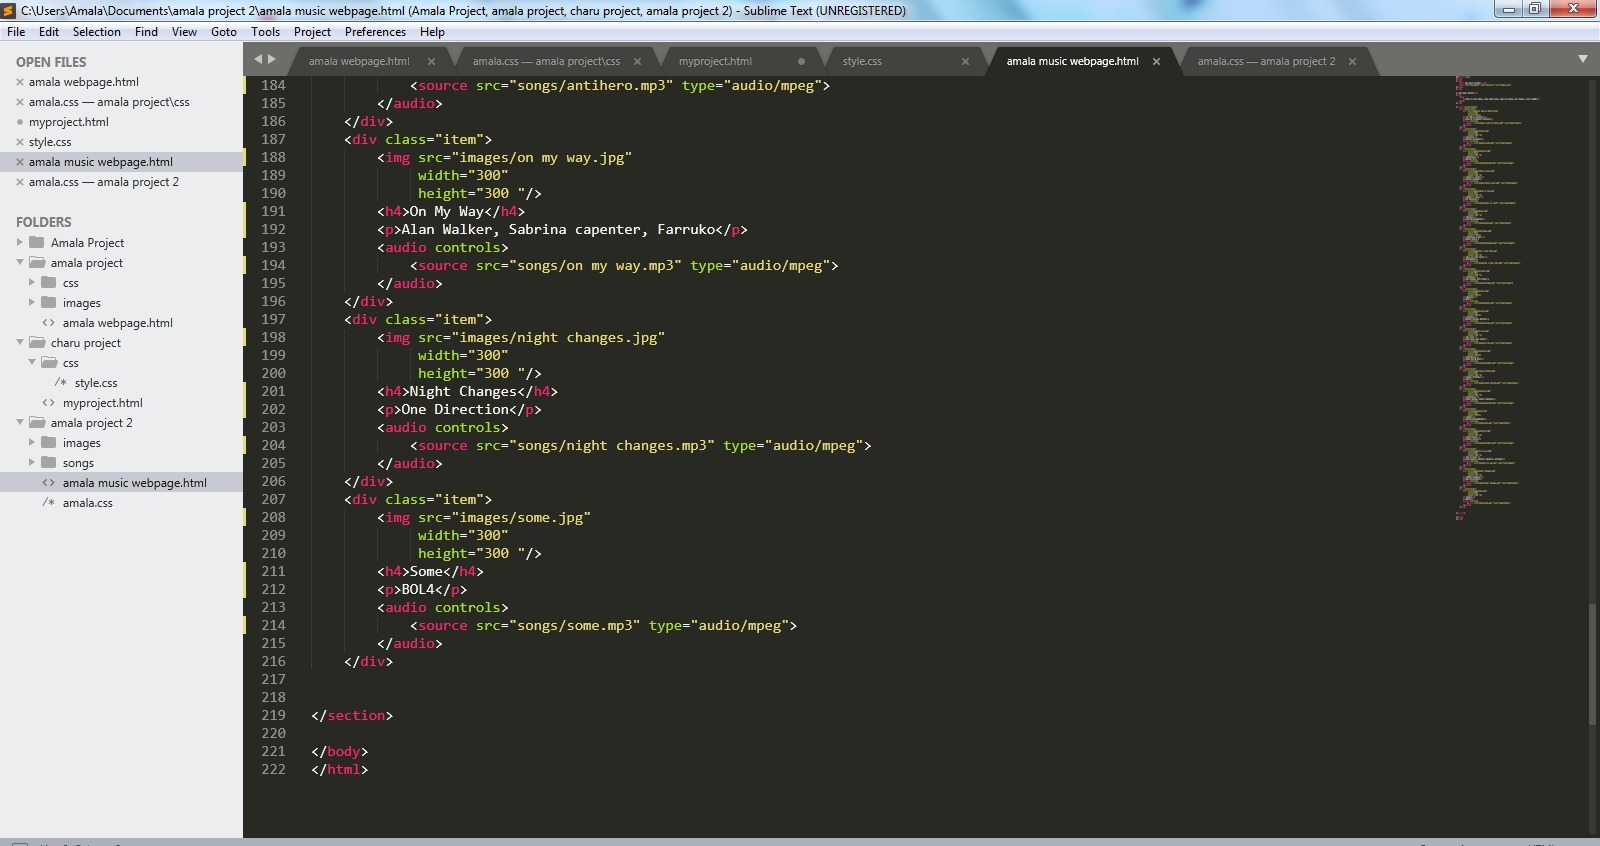 C:\Users\Amala\Documents\amala project 2\amala music webpage.html (Amala Project, amala project, charu project, amala project 2) - Sublime Text (UNREGISTERED)
File Edit Selection Find View Goto Tools Project Preferences Help
OPEN FILES
amala webpage.html
amala.css — amala project\css
myproject.html
style.css
amala music webpage.html
amala.css — amala project 2
FOLDERS
Amala Project
amala project
css
images
<> amala webpage.html
charu project
css
/* style.css
<> myproject.html
amala project 2
images
songs
<> amala music webpage.html
/* amala.css
amala webpage.html amala.css — amala project\css myproject.html style.css amala music webpage.html amala.css — amala project 2
184 <source src="songs/antihero.mp3" type="audio/mpeg">
185 </audio>
186 </div>
187 <div class="item">
188 <img src="images/on my way.jpg"
189 width="300"
190 height="300 "/>
191 <h4>On My Way</h4>
192 <p>Alan Walker, Sabrina capenter, Farruko</p>
193 <audio controls>
194 <source src="songs/on my way.mp3" type="audio/mpeg">
195 </audio>
196 </div>
197 <div class="item">
198 <img src="images/night changes.jpg"
199 width="300"
200 height="300 "/>
201 <h4>Night Changes</h4>
202 <p>One Direction</p>
203 <audio controls>
204 <source src="songs/night changes.mp3" type="audio/mpeg">
205 </audio>
206 </div>
207 <div class="item">
208 <img src="images/some.jpg"
209 width="300"
210 height="300 "/>
211 <h4>Some</h4>
212 <p>BOL4</p>
213 <audio controls>
214 <source src="songs/some.mp3" type="audio/mpeg">
215 </audio>
216 </div>
217
218
219 </section>
220
221 </body>
222 </html>